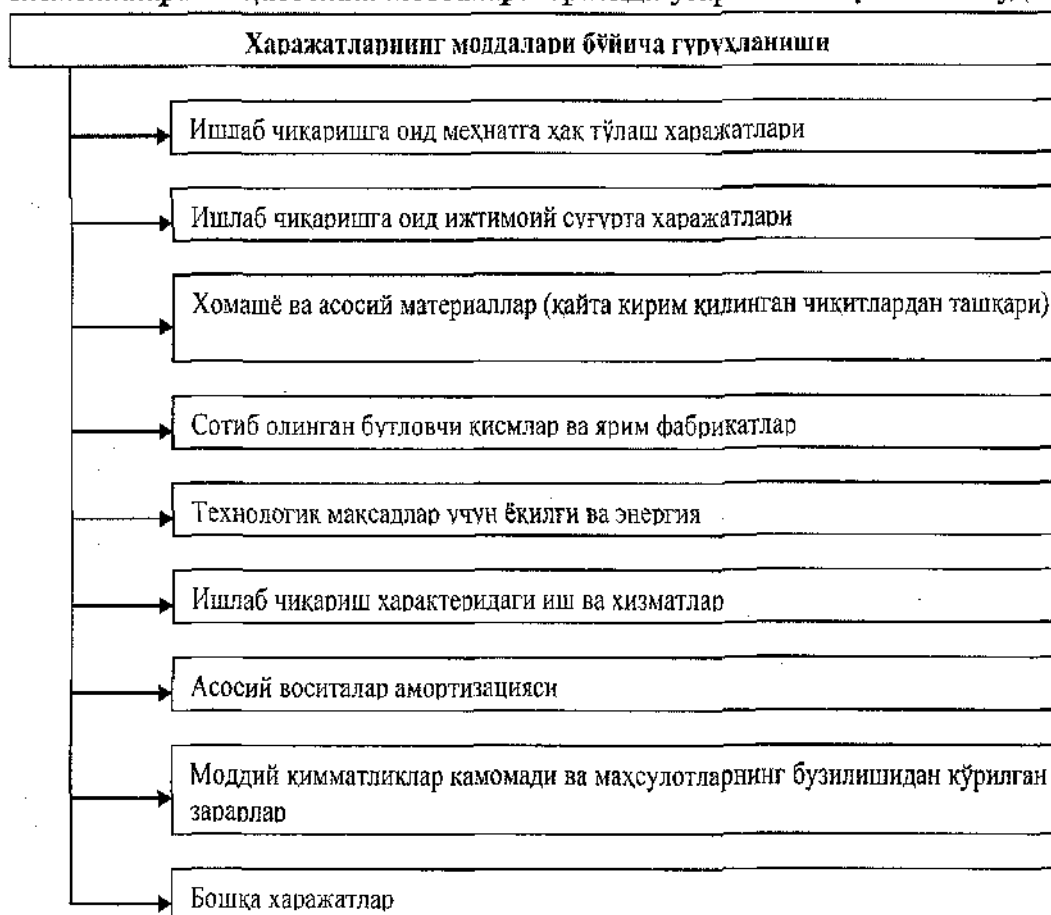 Харажатларнинг моддалари бўйича гуруҳланиши
Ишлаб чиқаришга оид меҳнатга ҳақ тўлаш харажатлари
Ишлаб чиқаришга оид ижтимоий суғурта харажатлари
Хомашё ва асосий материаллар (қайта кирим қилинган чиқитлардан ташқари)
Сотиб олинган бутловчи қисмлар ва ярим фабрикатлар
Технологик мақсадлар учун ёқилғи ва энергия
Ишлаб чиқариш характеридаги иш ва хизматлар
Асосий воситалар амортизацияси
Моддий қимматликлар камомади ва маҳсулотларнинг бузилишидан кўрилган
зарарлар
Бошқа харажатлар